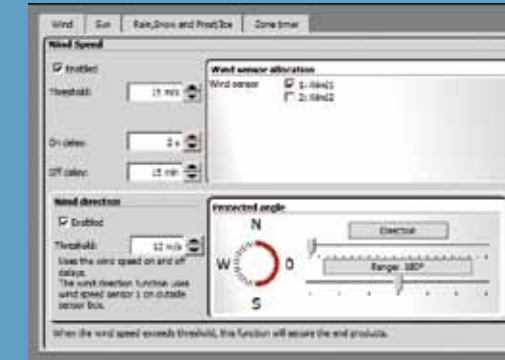 Wind Sun Rain,Snow and Frost/Ice Zone timer
Wind Speed
Enabled
Threshold: 15 m/s
On delay: 2 s
Off delay: 15 min
Wind sensor allocation
Wind sensor 1: Wind1
2: Wind2
Wind direction
Enabled
Threshold: 12 m/s
Uses the wind speed on and off
delays.
The wind direction function uses
wind speed sensor 1 on outside
sensor box.
Protected angle
N
W O
S
Direction
Range: 180°
When the wind speed exceeds threshold, this function will secure the end products.